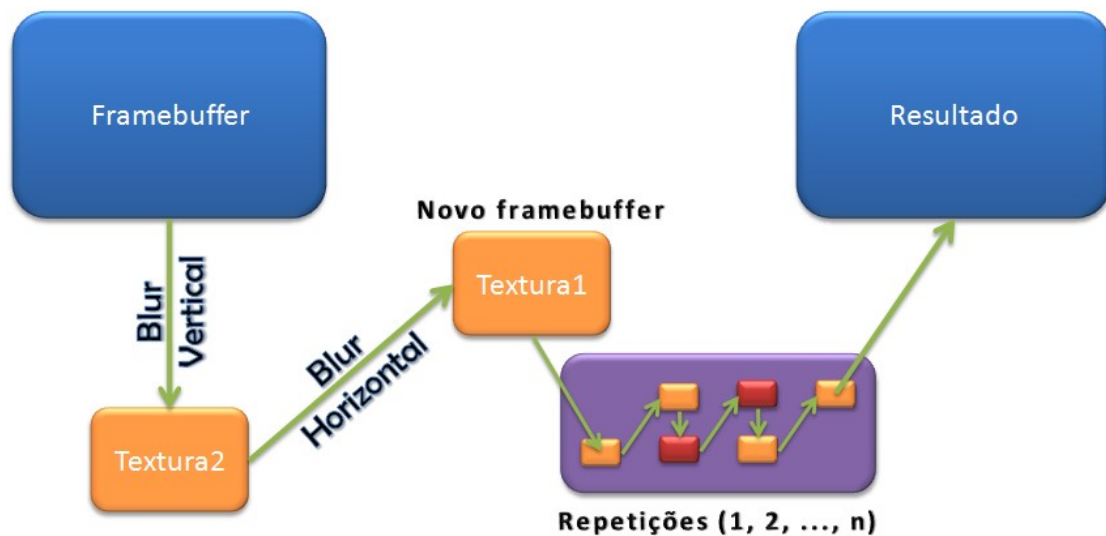 Framebuffer
Resultado
Novo framebuffer
Textura1
Blur
Vertical
Blur
Horizontal
Textura2
Repetições (1, 2, ..., n)